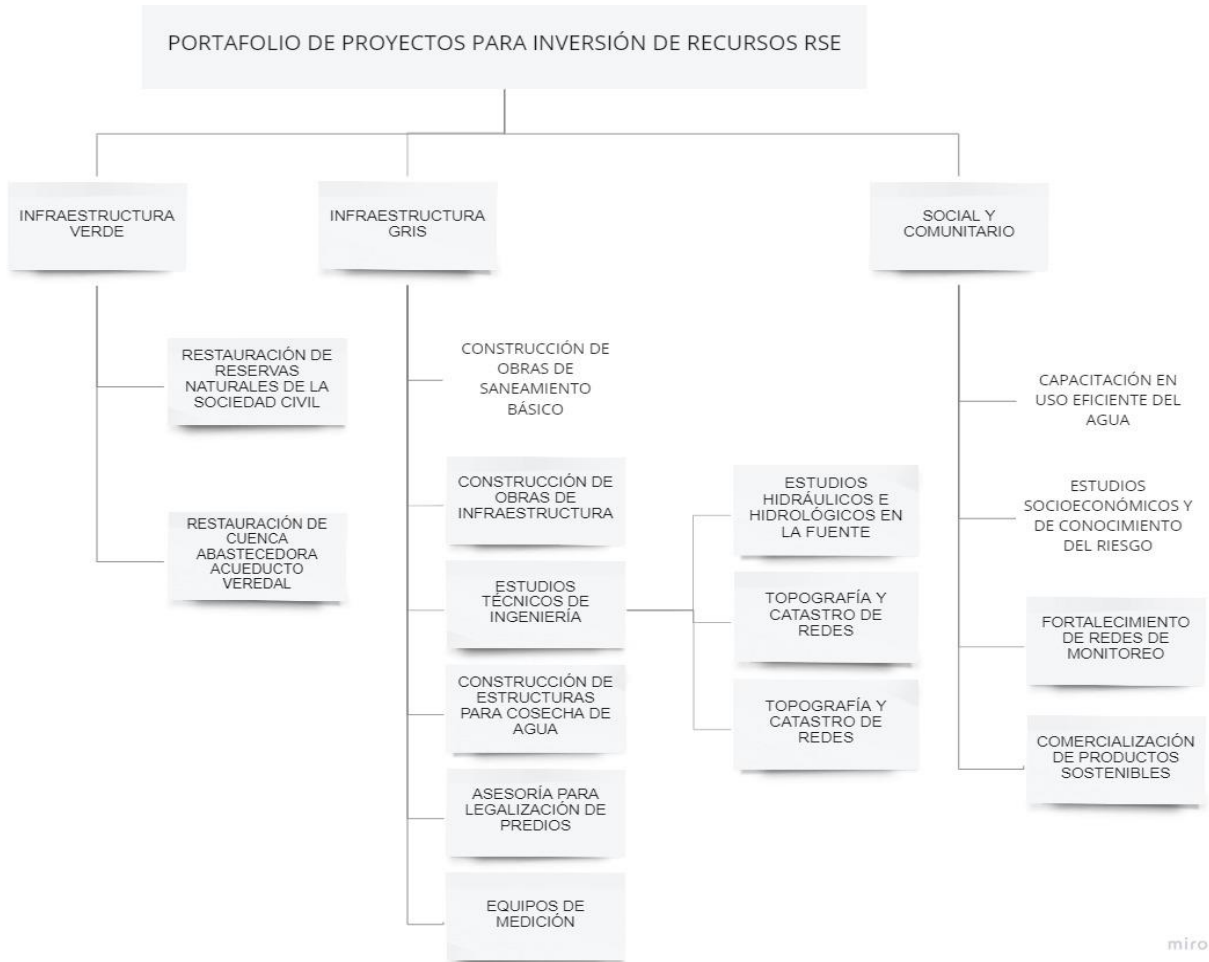 PORTAFOLIO DE PROYECTOS PARA INVERSIÓN DE RECURSOS RSE
INFRAESTRUCTURA
VERDE
RESTAURACIÓN DE
RESERVAS
NATURALES DE LA
SOCIEDAD CIVIL
RESTAURACIÓN DE
CUENCA
ABASTECEDORA
ACUEDUCTO
VEREDAL
INFRAESTRUCTURA
GRIS
CONSTRUCCIÓN DE
OBRAS DE
SANEAMIENTO
BÁSICO
CONSTRUCCIÓN DE
OBRAS DE
INFRAESTRUCTURA
ESTUDIOS
TÉCNICOS DE
INGENIERÍA
ESTUDIOS
HIDRÁULICOS E
HIDROLÓGICOS EN
LA FUENTE
TOPOGRAFÍA Y
CATASTRO DE
REDES
TOPOGRAFÍA Y
CATASTRO DE
REDES
CONSTRUCCIÓN DE
ESTRUCTURAS
PARA COSECHA DE
AGUA
ASESORÍA PARA
LEGALIZACIÓN DE
PREDIOS
EQUIPOS DE
MEDICIÓN
SOCIAL Y
COMUNITARIO
CAPACITACIÓN EN
USO EFICIENTE DEL
AGUA
ESTUDIOS
SOCIOECONÓMICOS Y
DE CONOCIMIENTO
DEL RIESGO
FORTALECIMIENTO
DE REDES DE
MONITOREO
COMERCIALIZACIÓN
DE PRODUCTOS
SOSTENIBLES
miro